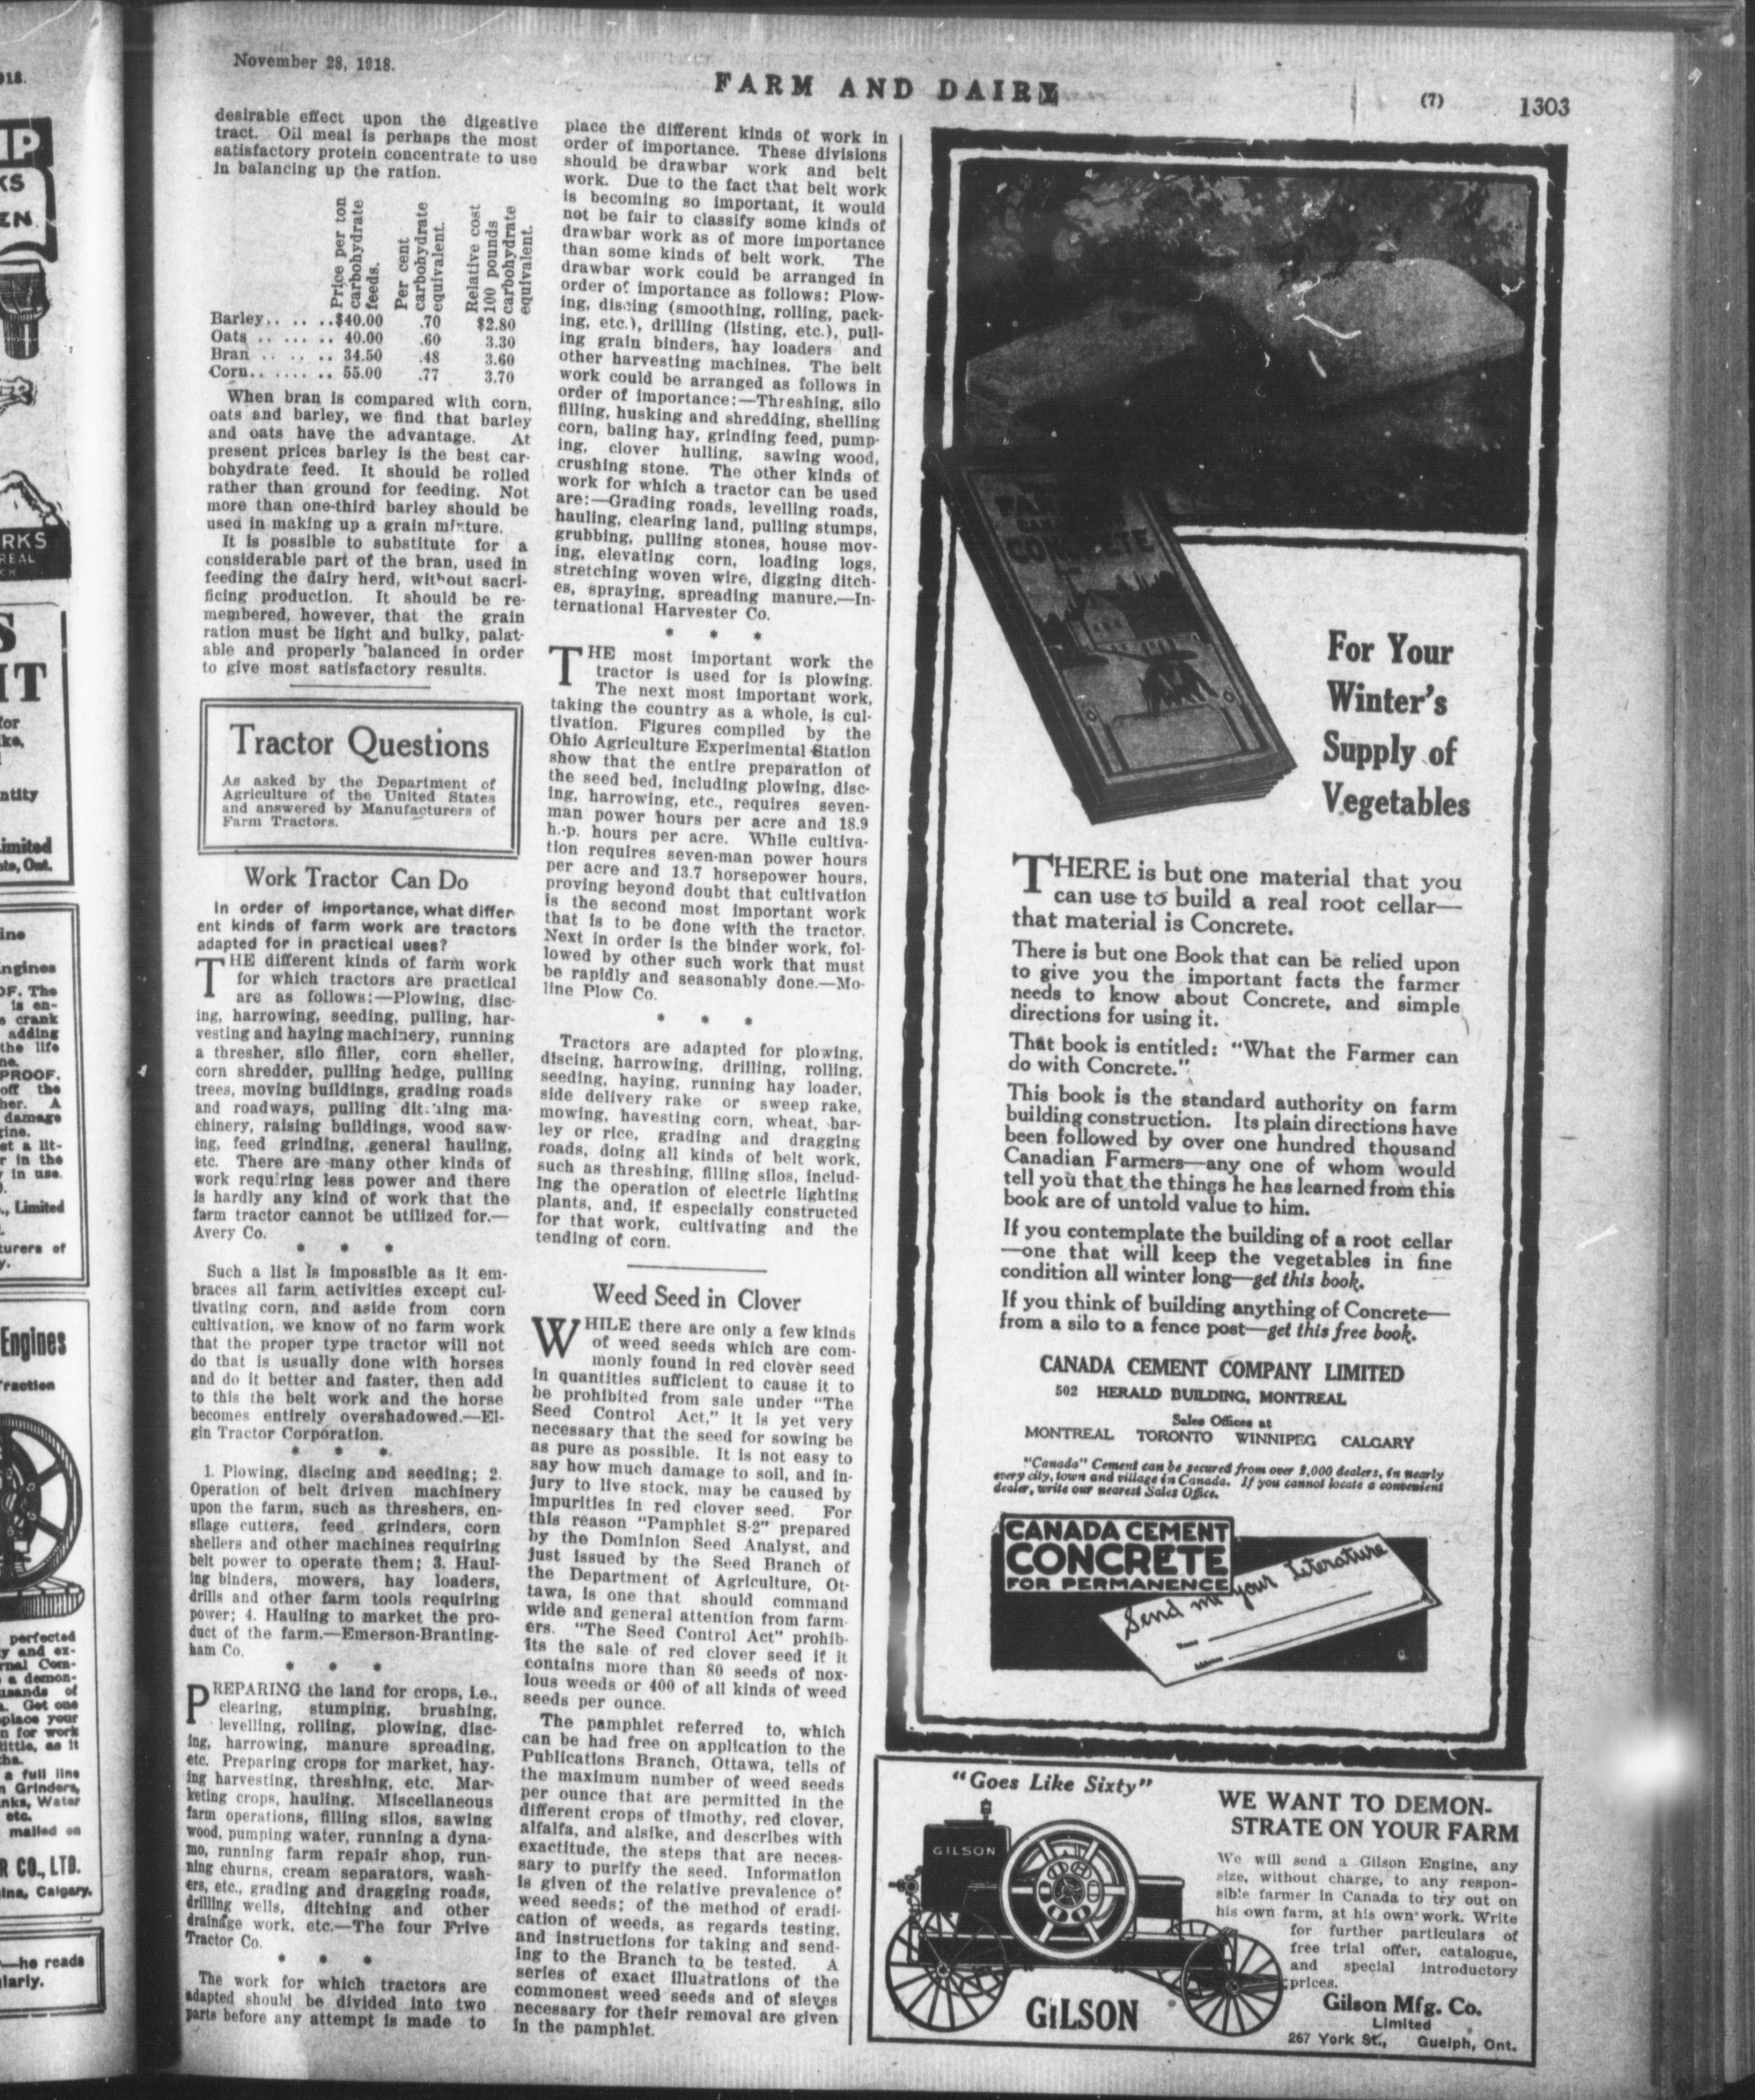 November 28, 1918.
FARM AND DAIRY
(7)
1303
desirable effect upon the digestive
tract. Oil meal is perhaps the most
satisfactory protein concentrate to use
in balancing up the ration.
Price per ton
carbohydrate
feeds.
Per cent
carbohydrate
equivalent.
Relative cost
100 pounds
carbohydrate
equivalent.
Barley.. .. ..$40.00 .70 $2.80
Oats .. .. .. .. 40.00 .60 3.30
Bran .. .. .. .. 34.50 .48 3.60
Corn.. .. .. .. 55.00 .77 3.70
When bran is compared with corn,
oats and barley, we find that barley
and oats have the advantage. At
present prices barley is the best car-
bohydrate feed. It should be rolled
rather than ground for feeding. Not
more than one-third barley should be
used in making up a grain mixture.
It is possible to substitute for a
considerable part of the bran, used in
feeding the dairy herd, without sacri-
ficing production. It should be re-
membered, however, that the grain
ration must be light and bulky, palat-
able and properly balanced in order
to give most satisfactory results.
Tractor Questions
As asked by the Department of
Agriculture of the United States
and answered by Manufacturers of
Farm Tractors.
Work Tractor Can Do
In order of importance, what differ
ent kinds of farm work are tractors
adapted for in practical uses?
THE different kinds of farm work
for which tractors are practical
are as follows:—Plowing, disc-
ing, harrowing, seeding, pulling, har-
vesting and haying machinery, running
a thresher, silo filler, corn sheller,
corn shredder, pulling hedge, pulling
trees, moving buildings, grading roads
and roadways, pulling ditching ma-
chinery, raising buildings, wood saw-
ing, feed grinding, general hauling,
etc. There are many other kinds of
work requiring less power and there
is hardly any kind of work that the
farm tractor cannot be utilized for.—
Avery Co.
* * *
Such a list is impossible as it em-
braces all farm activities except cul-
tivating corn, and aside from corn
cultivation, we know of no farm work
that the proper type tractor will not
do that is usually done with horses
and do it better and faster, then add
to this the belt work and the horse
becomes entirely overshadowed.—El-
gin Tractor Corporation.
* * *
1. Plowing, discing and seeding; 2.
Operation of belt driven machinery
upon the farm, such as threshers, en-
silage cutters, feed grinders, corn
shellers and other machines requiring
belt power to operate them; 3. Haul-
ing binders, mowers, hay loaders,
drills and other farm tools requiring
power; 4. Hauling to market the pro-
duct of the farm.—Emerson-Branting-
ham Co.
* * *
PREPARING the land for crops, i.e.,
clearing, stumping, brushing,
levelling, rolling, plowing, disc-
ing, harrowing, manure spreading,
etc. Preparing crops for market, hay-
ing harvesting, threshing, etc. Mar-
keting crops, hauling. Miscellaneous
farm operations, filling silos, sawing
wood, pumping water, running a dyna-
mo, running farm repair shop, run-
ning churns, cream separators, wash-
ers, etc., grading and dragging roads,
drilling wells, ditching and other
drainage work, etc.—The four Frive
Tractor Co.
* * *
The work for which tractors are
adapted should be divided into two
parts before any attempt is made to
place the different kinds of work in
order of importance. These divisions
should be drawbar work and belt
work. Due to the fact that belt work
is becoming so important, it would
not be fair to classify some kinds of
drawbar work as of more importance
than some kinds of belt work. The
drawbar work could be arranged in
order of importance as follows: Plow-
ing, discing (smoothing, rolling, pack-
ing, etc.), drilling (listing, etc.), pull-
ing grain binders, hay loaders and
other harvesting machines. The belt
work could be arranged as follows in
order of importance:—Threshing, silo
filling, husking and shredding, shelling
corn, baling hay, grinding feed, pump-
ing, clover hulling, sawing wood,
crushing stone. The other kinds of
work for which a tractor can be used
are:—Grading roads, levelling roads,
hauling, clearing land, pulling stumps,
grubbing, pulling stones, house mov-
ing, elevating corn, loading logs,
stretching woven wire, digging ditch-
es, spraying, spreading manure.—In-
ternational Harvester Co.
* * *
THE most important work the
tractor is used for is plowing.
The next most important work,
taking the country as a whole, is cul-
tivation. Figures compiled by the
Ohio Agriculture Experimental Station
show that the entire preparation of
the seed bed, including plowing, disc-
ing, harrowing, etc., requires seven-
man power hours per acre and 18.9
h.-p. hours per acre. While cultiva-
tion requires seven-man power hours
per acre and 13.7 horsepower hours,
proving beyond doubt that cultivation
is the second most important work
that is to be done with the tractor.
Next in order is the binder work, fol-
lowed by other such work that must
be rapidly and seasonably done.—Mo-
line Plow Co.
* * *
Tractors are adapted for plowing,
discing, harrowing, drilling, rolling,
seeding, haying, running hay loader,
side delivery rake or sweep rake,
mowing, havesting corn, wheat, bar-
ley or rice, grading and dragging
roads, doing all kinds of belt work,
such as threshing, filling silos, includ-
ing the operation of electric lighting
plants, and, if especially constructed
for that work, cultivating and the
tending of corn.
Weed Seed in Clover
WHILE there are only a few kinds
of weed seeds which are com-
monly found in red clover seed
in quantities sufficient to cause it to
be prohibited from sale under "The
Seed Control Act," it is yet very
necessary that the seed for sowing be
as pure as possible. It is not easy to
say how much damage to soil, and in-
jury to live stock, may be caused by
impurities in red clover seed. For
this reason "Pamphlet S-2" prepared
by the Dominion Seed Analyst, and
just issued by the Seed Branch of
the Department of Agriculture, Ot-
tawa, is one that should command
wide and general attention from farm-
ers. "The Seed Control Act" prohib-
its the sale of red clover seed if it
contains more than 80 seeds of nox-
ious weeds or 400 of all kinds of weed
seeds per ounce.
The pamphlet referred to, which
can be had free on application to the
Publications Branch, Ottawa, tells of
the maximum number of weed seeds
per ounce that are permitted in the
different crops of timothy, red clover,
alfalfa, and alsike, and describes with
exactitude, the steps that are neces-
sary to purify the seed. Information
is given of the relative prevalence of
weed seeds; of the method of eradi-
cation of weeds, as regards testing,
and instructions for taking and send-
ing to the Branch to be tested. A
series of exact illustrations of the
commonest weed seeds and of sieves
necessary for their removal are given
in the pamphlet.
For Your
Winter's
Supply of
Vegetables
THERE is but one material that you
can use to build a real root cellar—
that material is Concrete.
There is but one Book that can be relied upon
to give you the important facts the farmer
needs to know about Concrete, and simple
directions for using it.
That book is entitled: "What the Farmer can
do with Concrete."
This book is the standard authority on farm
building construction. Its plain directions have
been followed by over one hundred thousand
Canadian Farmers—any one of whom would
tell you that the things he has learned from this
book are of untold value to him.
If you contemplate the building of a root cellar
—one that will keep the vegetables in fine
condition all winter long—get this book.
If you think of building anything of Concrete—
from a silo to a fence post—get this free book.
CANADA CEMENT COMPANY LIMITED
502 HERALD BUILDING, MONTREAL
Sales Offices at
MONTREAL TORONTO WINNIPEG CALGARY
"Canada" Cement can be secured from over 2,000 dealers, in nearly
every city, town and village in Canada. If you cannot locate a convenient
dealer, write our nearest Sales Office.
CANADA CEMENT
CONCRETE
FOR PERMANENCE
Send me your Literature
"Goes Like Sixty"
GILSON
GILSON
WE WANT TO DEMON-
STRATE ON YOUR FARM
We will send a Gilson Engine, any
size, without charge, to any respon-
sible farmer in Canada to try out on
his own farm, at his own work. Write
for further particulars of
free trial offer, catalogue,
and special introductory
prices.
Gilson Mfg. Co.
Limited
267 York St., Guelph, Ont.